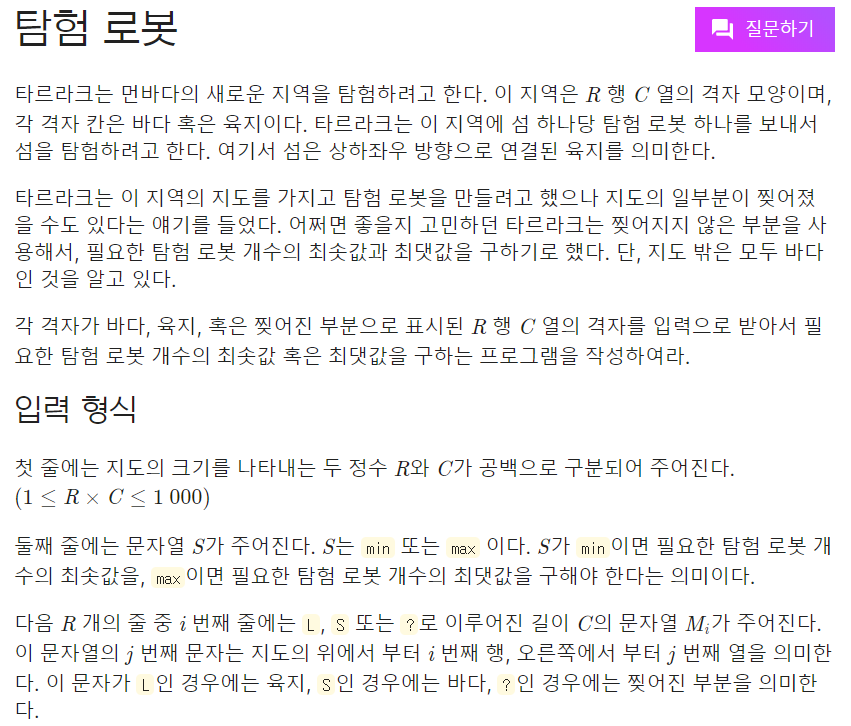 탐험 로봇
질문하기
타르라크는 먼바다의 새로운 지역을 탐험하려고 한다. 이 지역은 R 행 C 열의 격자 모양이며,
각 격자 칸은 바다 혹은 육지이다. 타르라크는 이 지역에 섬 하나당 탐험 로봇 하나를 보내서
섬을 탐험하려고 한다. 여기서 섬은 상하좌우 방향으로 연결된 육지를 의미한다.
타르라크는 이 지역의 지도를 가지고 탐험 로봇을 만들려고 했으나 지도의 일부분이 찢어졌
을 수도 있다는 얘기를 들었다. 어쩌면 좋을지 고민하던 타르라크는 찢어지지 않은 부분을 사
용해서, 필요한 탐험 로봇 개수의 최솟값과 최댓값을 구하기로 했다. 단, 지도 밖은 모두 바다
인 것을 알고 있다.
각 격자가 바다, 육지, 혹은 찢어진 부분으로 표시된 R 행 C 열의 격자를 입력으로 받아서 필
요한 탐험 로봇 개수의 최솟값 혹은 최댓값을 구하는 프로그램을 작성하여라.
입력 형식
첫 줄에는 지도의 크기를 나타내는 두 정수 R와 C가 공백으로 구분되어 주어진다.
(1 ≤ R × C ≤ 1 000)
둘째 줄에는 문자열 S가 주어진다. S는 min 또는 max 이다. S가 min 이면 필요한 탐험 로봇 개
수의 최솟값을, max 이면 필요한 탐험 로봇 개수의 최댓값을 구해야 한다는 의미이다.
다음 R 개의 줄 중 i 번째 줄에는 L, S 또는 ?로 이루어진 길이 C의 문자열 M_i가 주어진다.
이 문자열의 j 번째 문자는 지도의 위에서 부터 i 번째 행, 오른쪽에서 부터 j 번째 열을 의미한
다. 이 문자가 L 인 경우에는 육지, S 인 경우에는 바다, ? 인 경우에는 찢어진 부분을 의미한
다.